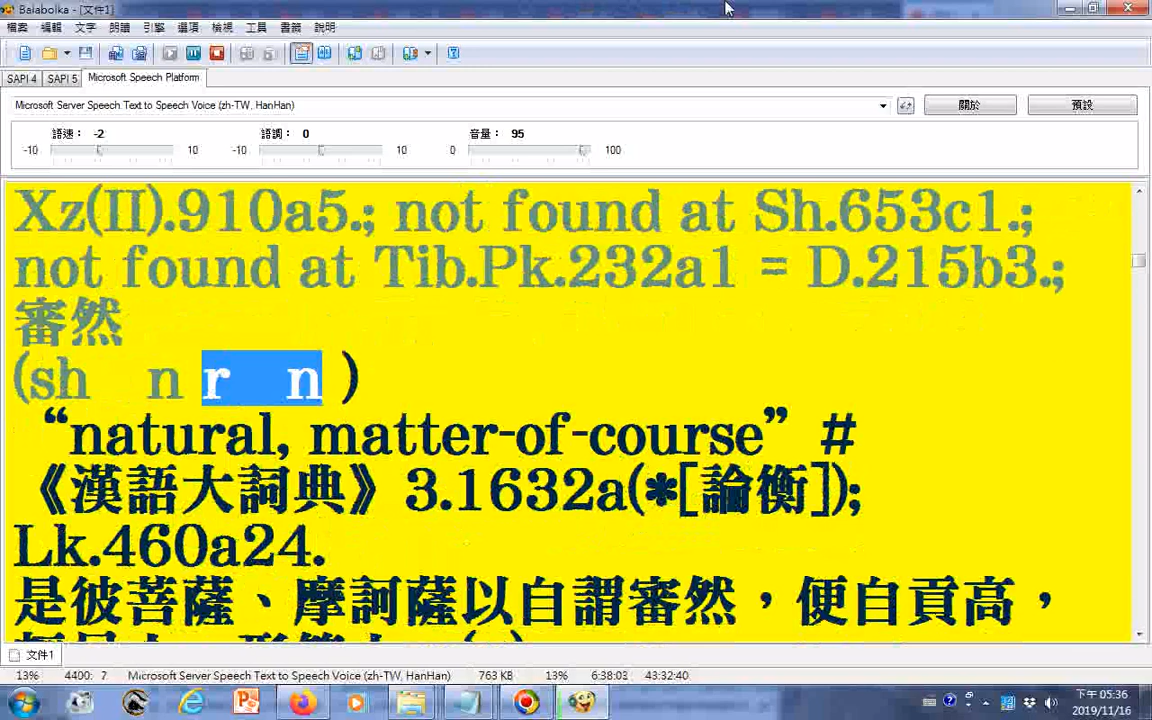 Balabolka - [文件1]
檔案 編輯 文字 朗讀 引擎 選項 檢視 工具 書籤 說明
SAPI 4 SAPI 5 Microsoft Speech Platform
Microsoft Server Speech Text to Speech Voice (zh-TW, HanHan) 關於 預設
語速： -2 語調： 0 音量： 95
-10 10 -10 10 0 100
Xz(II).910a5.; not found at Sh.653c1.;
not found at Tib.Pk.232a1 = D.215b3.;
審然
(sh n r n )
“natural, matter-of-course” #
《漢語大詞典》 3.1632a(*[論衡]);
Lk.460a24.
是彼菩薩、摩訶薩以自謂審然，便自貢高，
文件1
13% 4400: 7 Microsoft Server Speech Text to Speech Voice (zh-TW, HanHan) 763 KB 13% 6:38:03 43:32:40
下午 05:36
2019/11/16